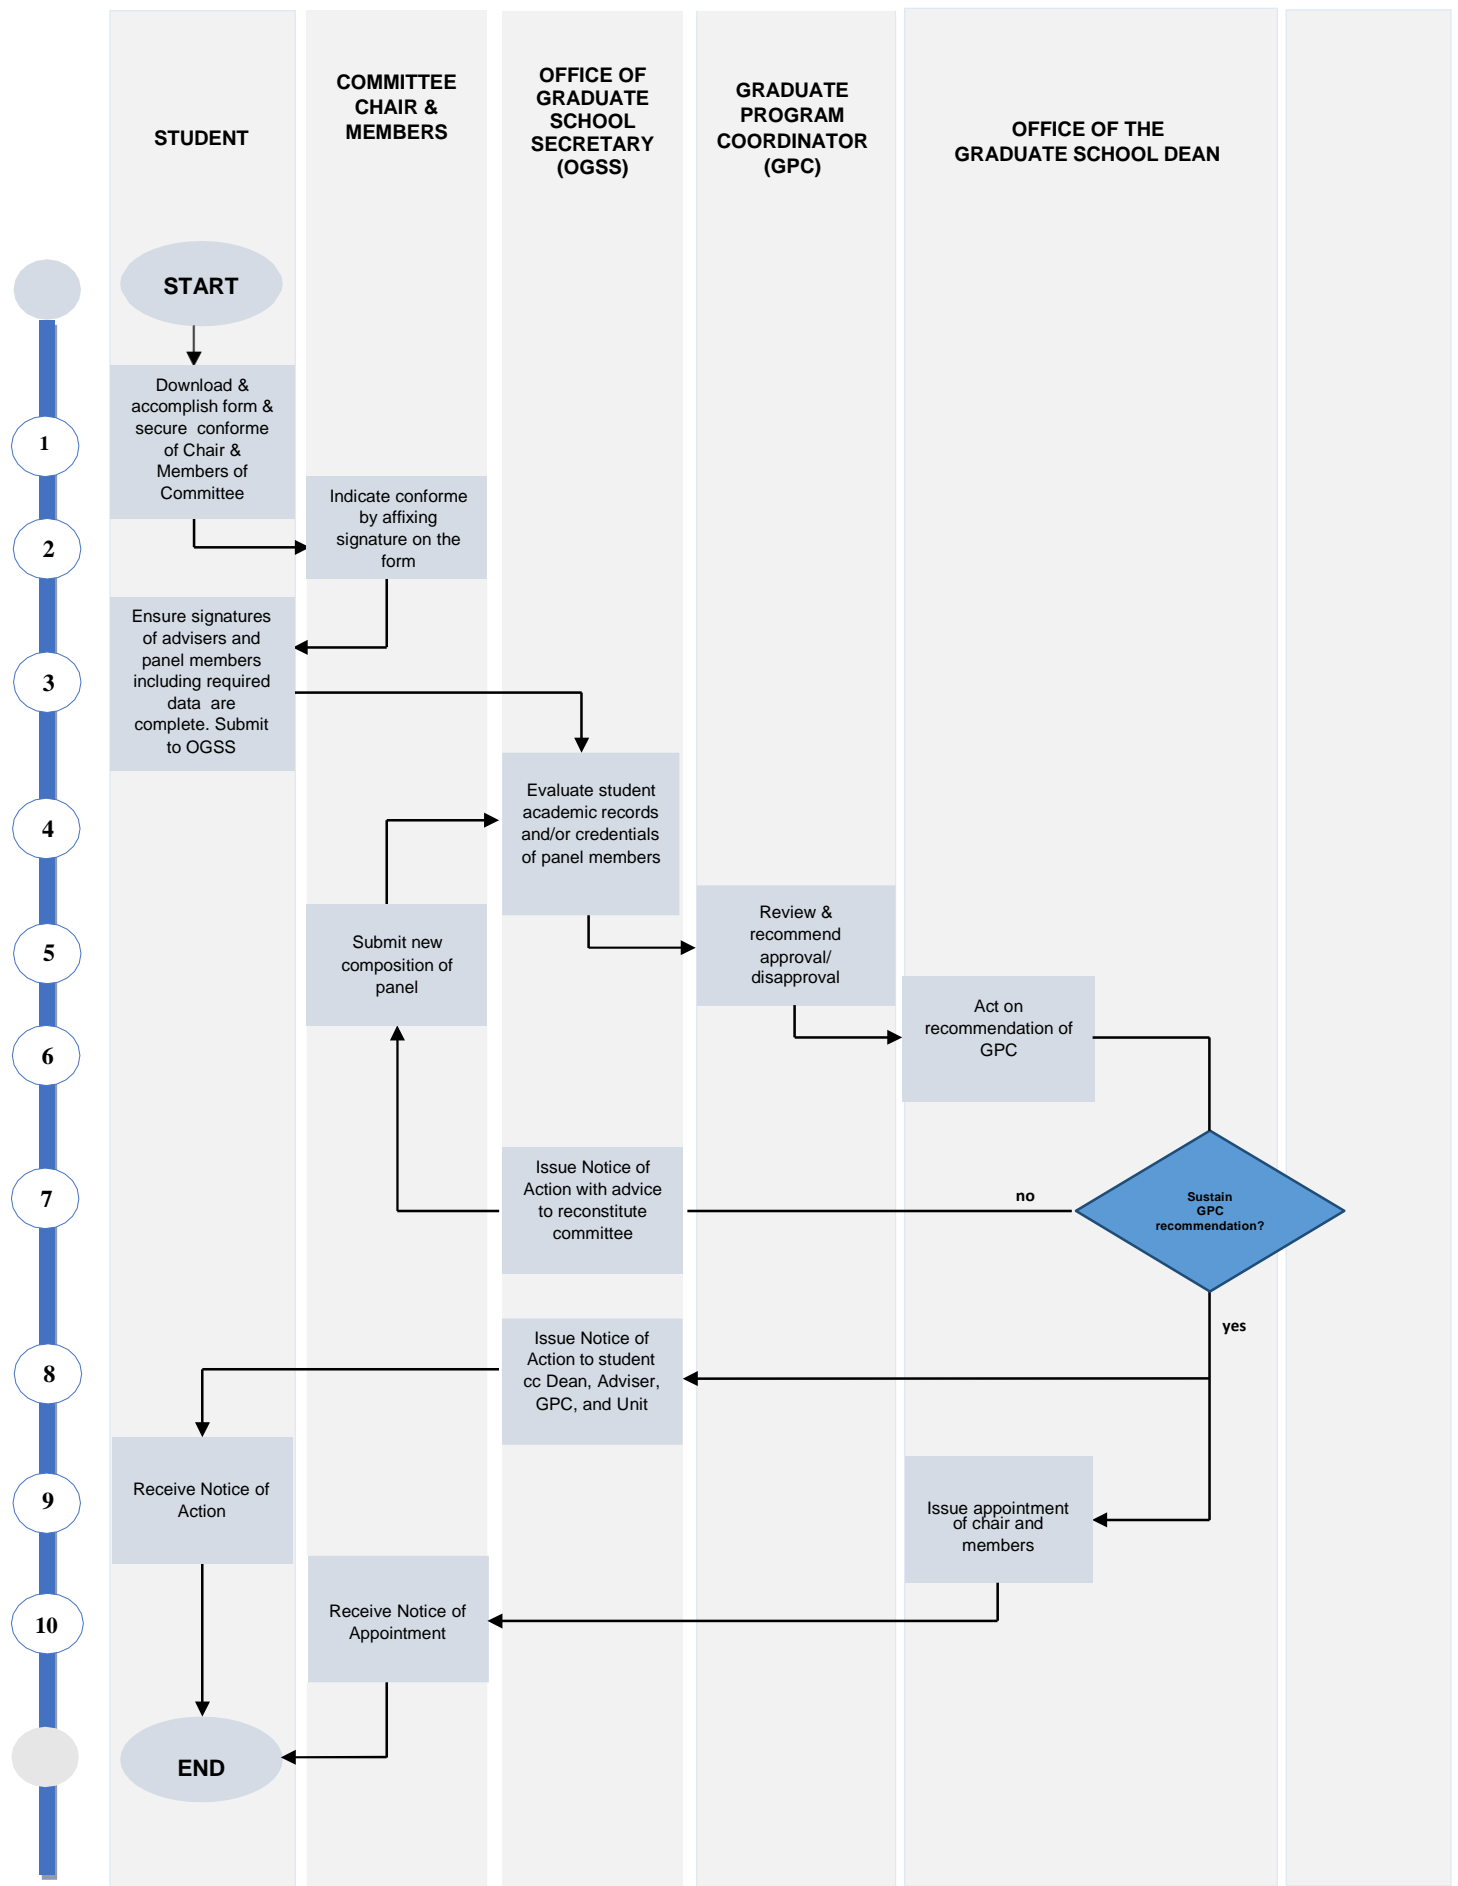 STUDENT
COMMITTEE
CHAIR &
MEMBERS
OFFICE OF
GRADUATE
SCHOOL
SECRETARY
(OGSS)
GRADUATE
PROGRAM
COORDINATOR
(GPC)
OFFICE OF THE
GRADUATE SCHOOL DEAN
START
1
Download &
accomplish form &
secure conforme
of Chair &
Members of
Committee
2
Indicate conforme
by affixing
signature on the
form
3
Ensure signatures
of advisers and
panel members
including required
data are
complete. Submit
to OGSS
4
Evaluate student
academic records
and/or credentials
of panel members
5
Submit new
composition of
panel
Review &
recommend
approval/
disapproval
6
Act on
recommendation of
GPC
7
Issue Notice of
Action with advice
to reconstitute
committee
no
Sustain
GPC
recommendation?
yes
8
Issue Notice of
Action to student
cc Dean, Adviser,
GPC, and Unit
9
Receive Notice of
Action
Issue appointment
of chair and
members
10
Receive Notice of
Appointment
END